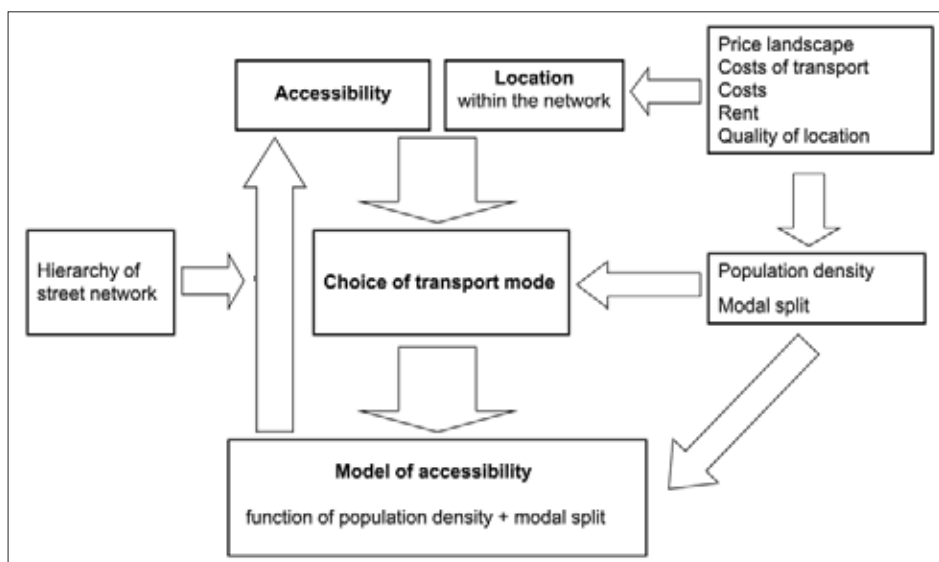 Accessibility
Location
within the network
Price landscape
Costs of transport
Costs
Rent
Quality of location
Hierarchy of
street network
Choice of transport mode
Population density
Modal split
Model of accessibility
function of population density + modal split